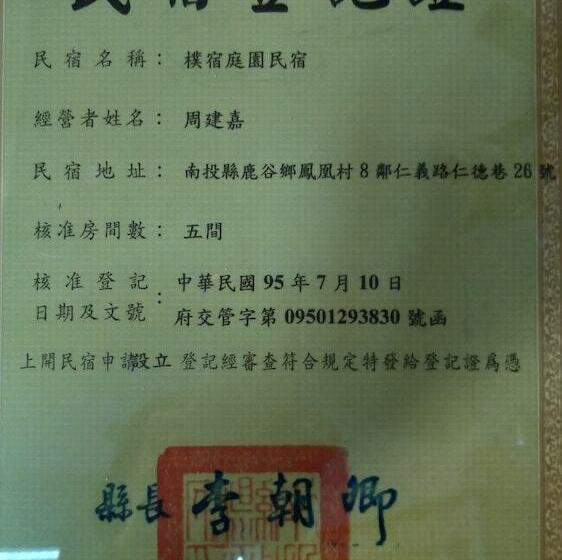 民宿登記證
民宿名稱：樸宿庭園民宿
經營者姓名：周建嘉
民宿地址：南投縣鹿谷鄉鳳凰村8鄰仁義路仁德巷26號
核准房間數：五間
核准登記日期及文號：中華民國95年7月10日
府交管字第09501293830號函
上開民宿申請設立登記經審查符合規定特發給登記證為憑
縣長 李朝卿